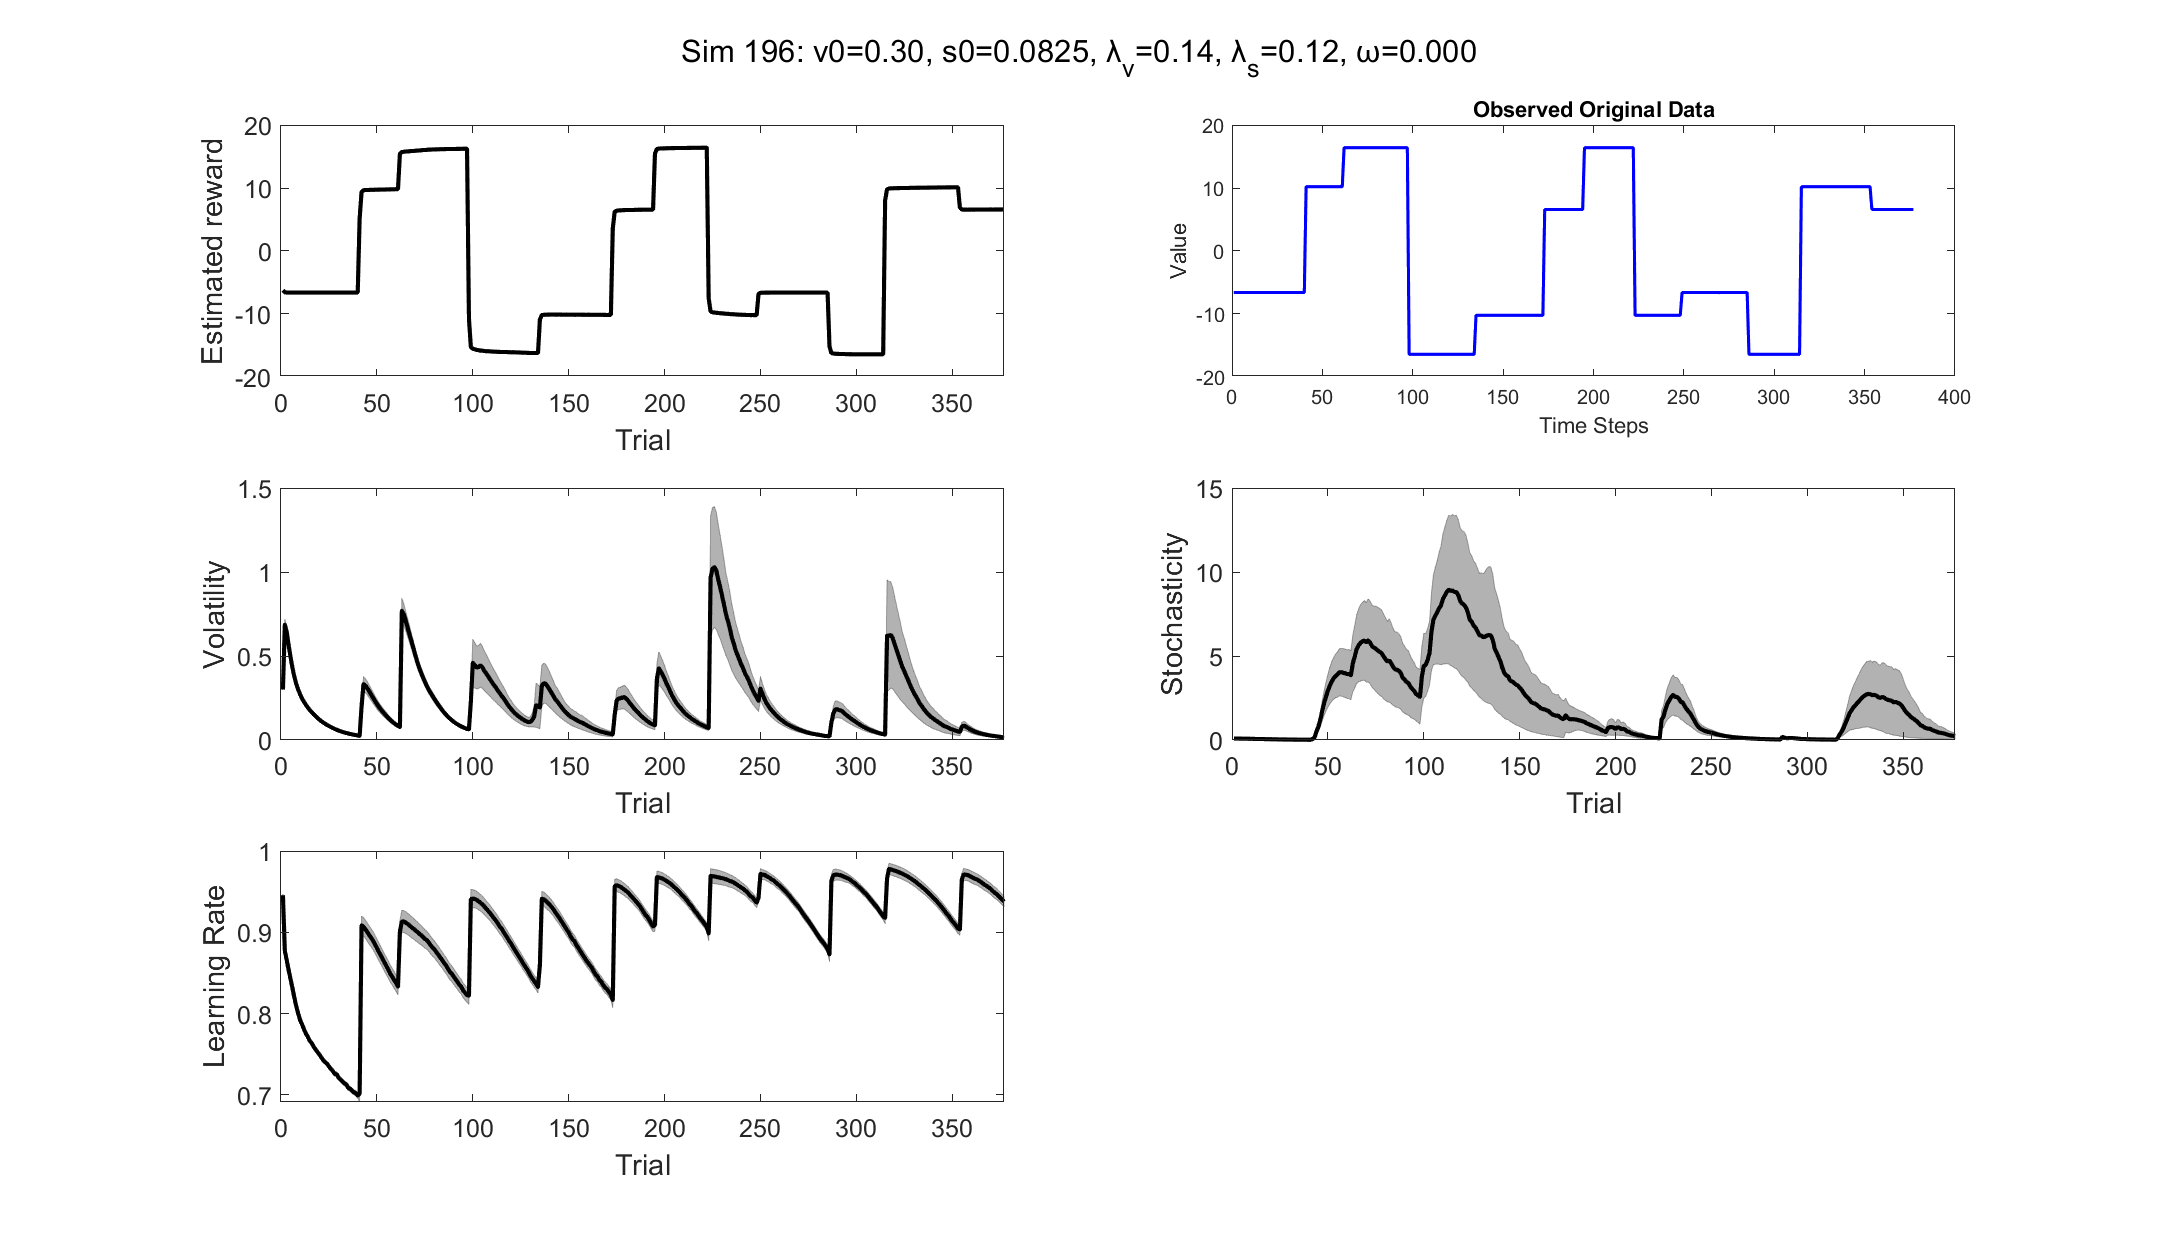 Sim 196: v0=0.30, s0=0.0825, λv=0.14, λs=0.12, ω=0.000
20
10
0
-10
-20
Estimated reward
0 50 100 150 200 250 300 350
Trial
Observed Original Data
20
10
0
-10
-20
Value
0 50 100 150 200 250 300 350 400
Time Steps
1.5
1
0.5
0
Volatility
0 50 100 150 200 250 300 350
Trial
15
10
5
0
Stochasticity
0 50 100 150 200 250 300 350
Trial
1
0.9
0.8
0.7
Learning Rate
0 50 100 150 200 250 300 350
Trial